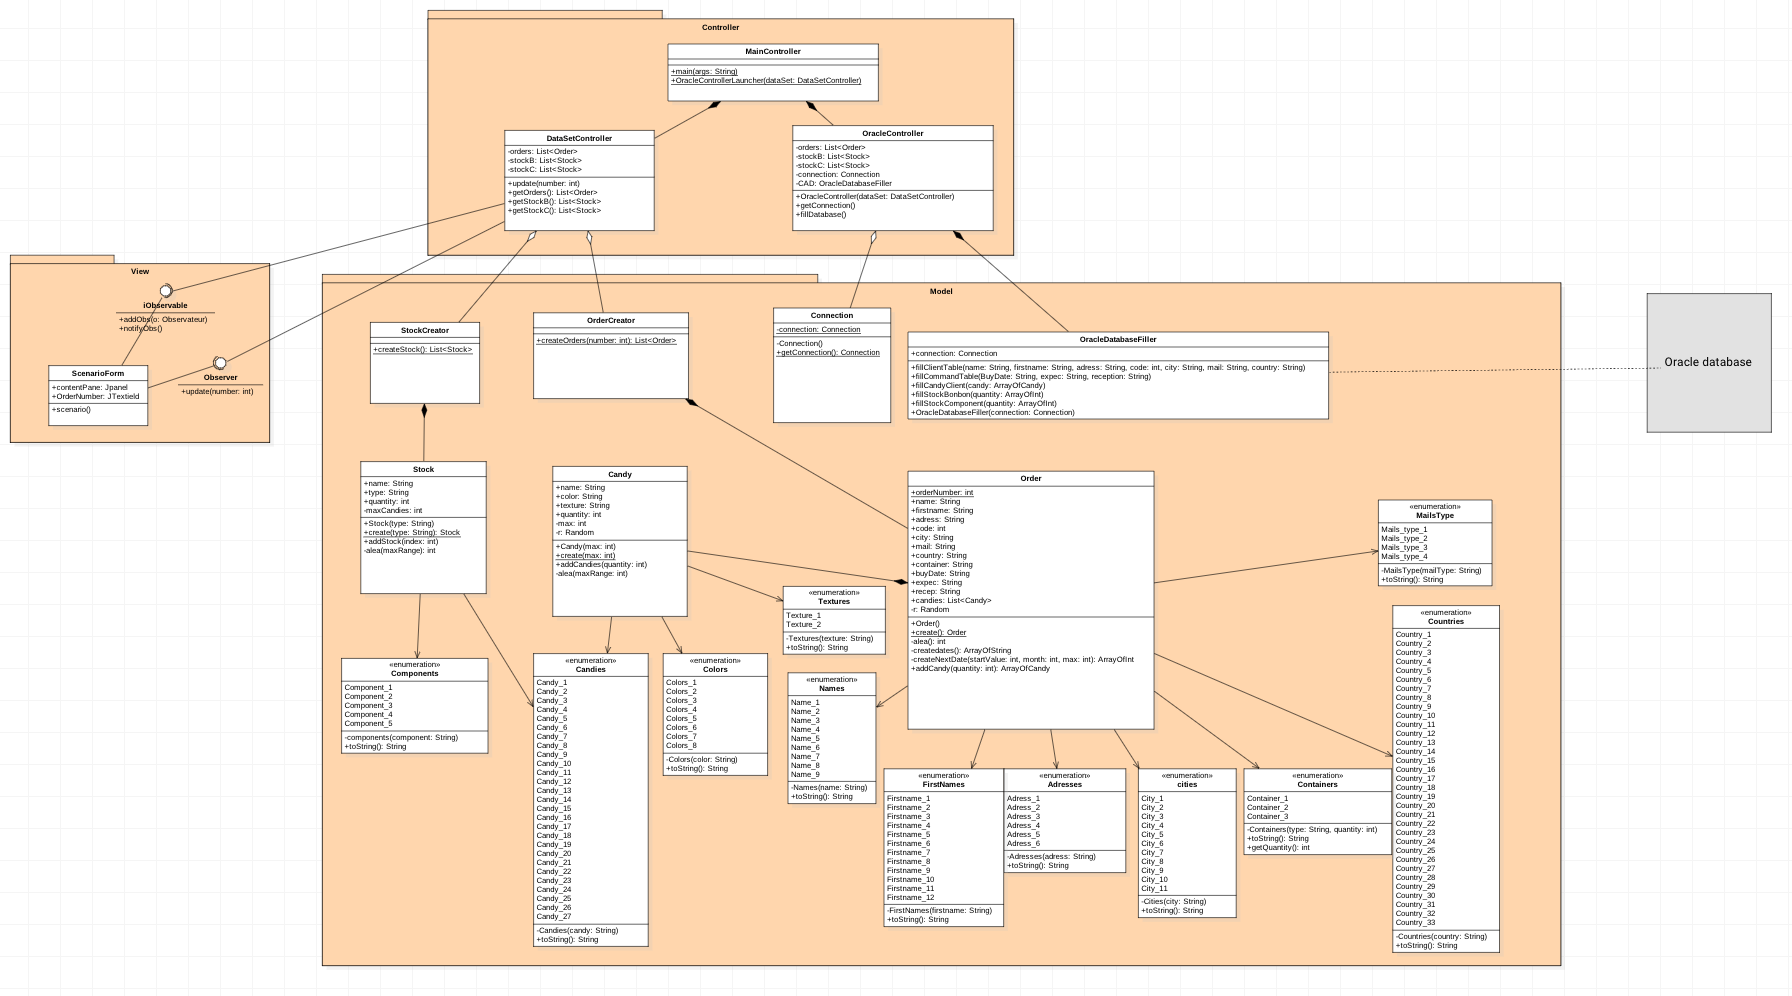 Controller
MainController
+main(args: String)
+OracleControllerLauncher(dataSet: DataSetController)
DataSetController
-orders: List<Order>
-stockB: List<Stock>
-stockC: List<Stock>
+update(number: int)
+getOrders(): List<Order>
+getStockB(): List<Stock>
+getStockC(): List<Stock>
OracleController
-orders: List<Order>
-stockB: List<Stock>
-stockC: List<Stock>
-connection: Connection
-CAD: OracleDatabaseFiller
+OracleController(dataSet: DataSetController)
+getConnection()
+fillDatabase()
View
iObservable
+addObs(o: Observateur)
+notifyObs()
Observer
+update(number: int)
ScenarioForm
+contentPane: Jpanel
+OrderNumber: JTextield
+scenario()
Model
StockCreator
+createStock(): List<Stock>
OrderCreator
+createOrders(number: int): List<Order>
Connection
-connection: Connection
-Connection()
+getConnection(): Connection
OracleDatabaseFiller
+connection: Connection
+fillClientTable(name: String, firstname: String, adress: String, code: int, city: String, mail: String, country: String)
+fillCommandTable(BuyDate: String, expec: String, reception: String)
+fillCandyClient(candy: ArrayOfCandy)
+fillStockBonbon(quantity: ArrayOfInt)
+fillStockComponent(quantity: ArrayOfInt)
+OracleDatabaseFiller(connection: Connection)
Oracle database
Stock
+name: String
+type: String
+quantity: int
-maxCandies: int
+Stock(type: String)
+create(type: String): Stock
+addStock(index: int)
-alea(maxRange): int
Candy
+name: String
+color: String
+texture: String
+quantity: int
-max: int
-r: Random
+Candy(max: int)
+create(max: int)
+addCandies(quantity: int)
-alea(maxRange: int)
Order
+orderNumber: int
+name: String
+firstname: String
+adress: String
+code: int
+city: String
+mail: String
+country: String
+container: String
+buyDate: String
+expec: String
+recep: String
+candies: List<Candy>
-r: Random
+Order()
+create(): Order
-alea(): int
-createdates(): ArrayOfString
-createNextDate(startValue: int, month: int, max: int): ArrayOfInt
+addCandy(quantity: int): ArrayOfCandy
«enumeration»
MailsType
Mails_type_1
Mails_type_2
Mails_type_3
Mails_type_4
-MailsType(mailType: String)
+toString(): String
«enumeration»
Textures
Texture_1
Texture_2
-Textures(texture: String)
+toString(): String
«enumeration»
Components
Component_1
Component_2
Component_3
Component_4
Component_5
-components(component: String)
+toString(): String
«enumeration»
Candies
Candy_1
Candy_2
Candy_3
Candy_4
Candy_5
Candy_6
Candy_7
Candy_8
Candy_9
Candy_10
Candy_11
Candy_12
Candy_13
Candy_14
Candy_15
Candy_16
Candy_17
Candy_18
Candy_19
Candy_20
Candy_21
Candy_22
Candy_23
Candy_24
Candy_25
Candy_26
Candy_27
-Candies(candy: String)
+toString(): String
«enumeration»
Colors
Colors_1
Colors_2
Colors_3
Colors_4
Colors_5
Colors_6
Colors_7
Colors_8
-Colors(color: String)
+toString(): String
«enumeration»
Names
Name_1
Name_2
Name_3
Name_4
Name_5
Name_6
Name_7
Name_8
Name_9
-Names(name: String)
+toString(): String
«enumeration»
FirstNames
Firstname_1
Firstname_2
Firstname_3
Firstname_4
Firstname_5
Firstname_6
Firstname_7
Firstname_8
Firstname_9
Firstname_10
Firstname_11
Firstname_12
-FirstNames(firstname: String)
+toString(): String
«enumeration»
Adresses
Adress_1
Adress_2
Adress_3
Adress_4
Adress_5
Adress_6
-Adresses(adress: String)
+toString(): String
«enumeration»
cities
City_1
City_2
City_3
City_4
City_5
City_6
City_7
City_8
City_9
City_10
City_11
-Cities(city: String)
+toString(): String
«enumeration»
Containers
Container_1
Container_2
Container_3
-Containers(type: String, quantity: int)
+toString(): String
+getQuantity(): int
«enumeration»
Countries
Country_1
Country_2
Country_3
Country_4
Country_5
Country_6
Country_7
Country_8
Country_9
Country_10
Country_11
Country_12
Country_13
Country_14
Country_15
Country_16
Country_17
Country_18
Country_19
Country_20
Country_21
Country_22
Country_23
Country_24
Country_25
Country_26
Country_27
Country_28
Country_29
Country_30
Country_31
Country_32
Country_33
-Countries(country: String)
+toString(): String